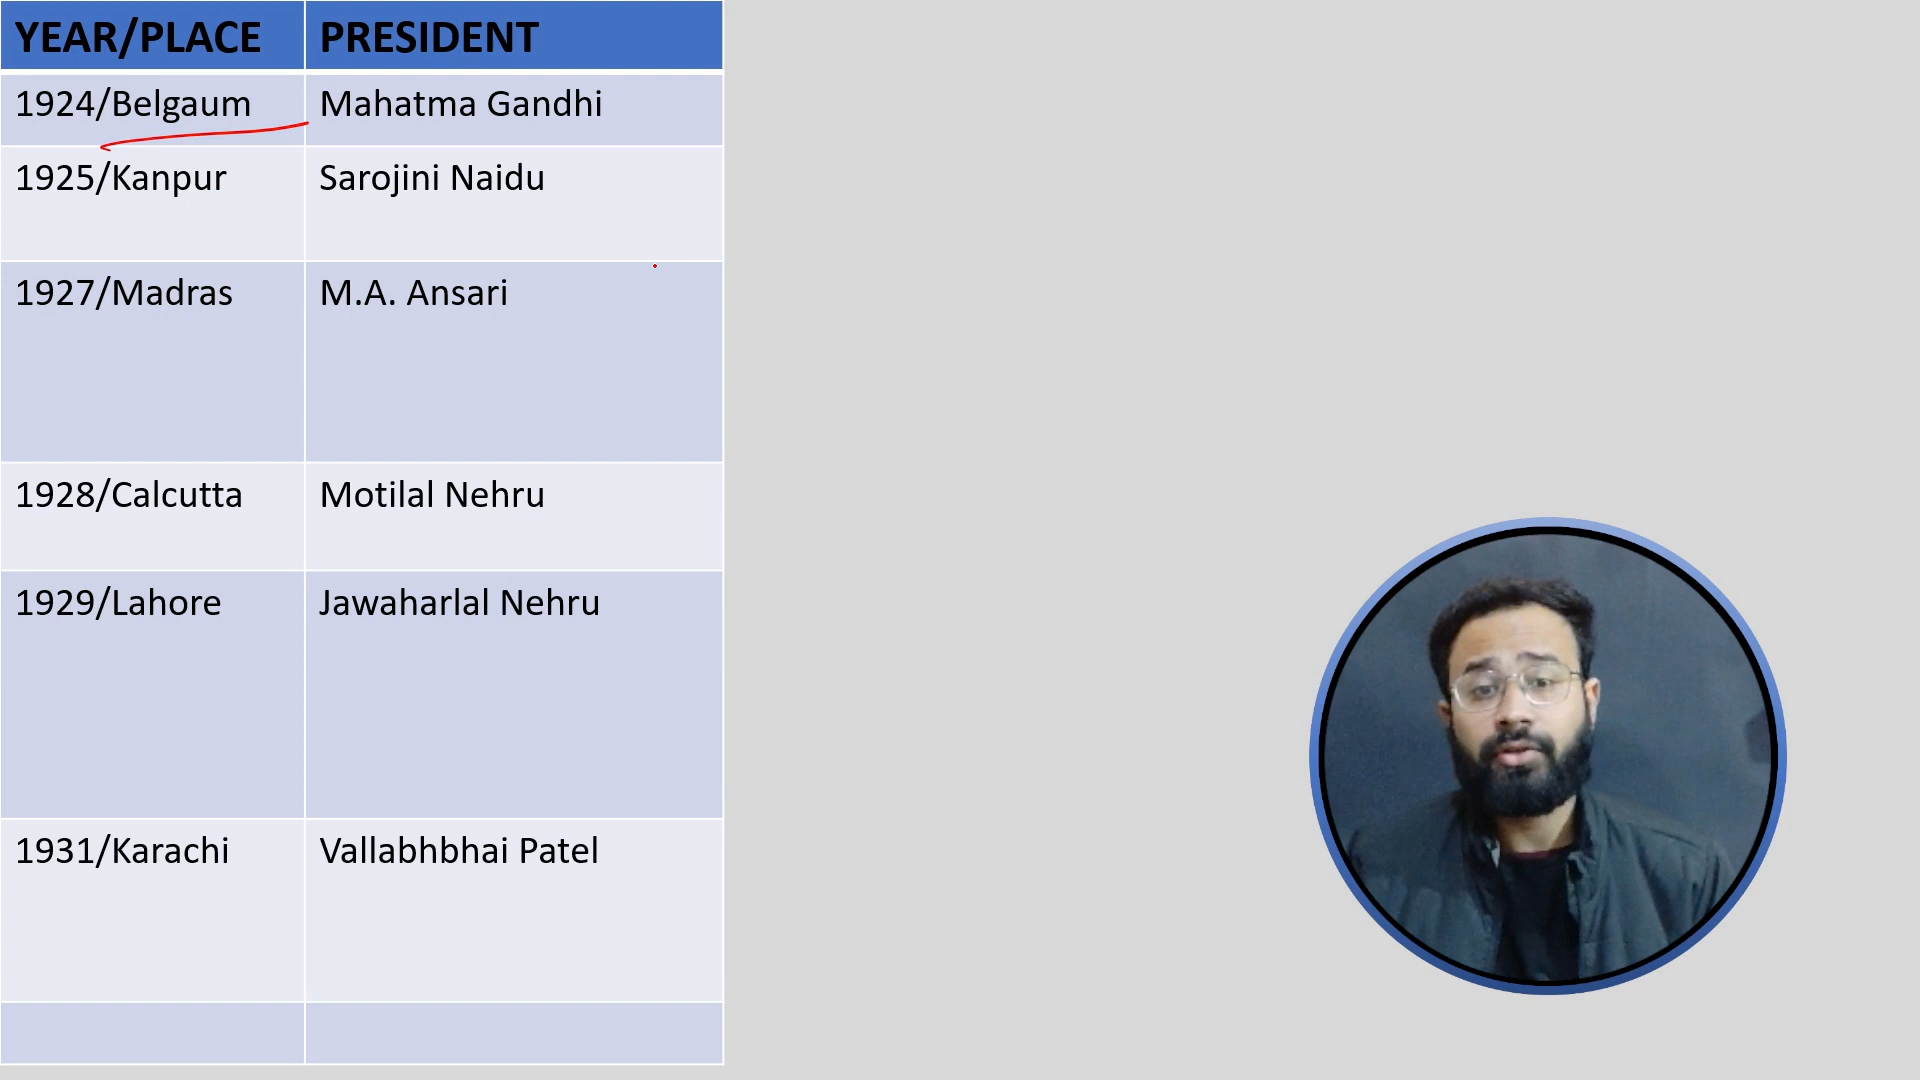 YEAR/PLACE PRESIDENT
1924/Belgaum Mahatma Gandhi
1925/Kanpur Sarojini Naidu
1927/Madras M.A. Ansari
1928/Calcutta Motilal Nehru
1929/Lahore Jawaharlal Nehru
1931/Karachi Vallabhbhai Patel